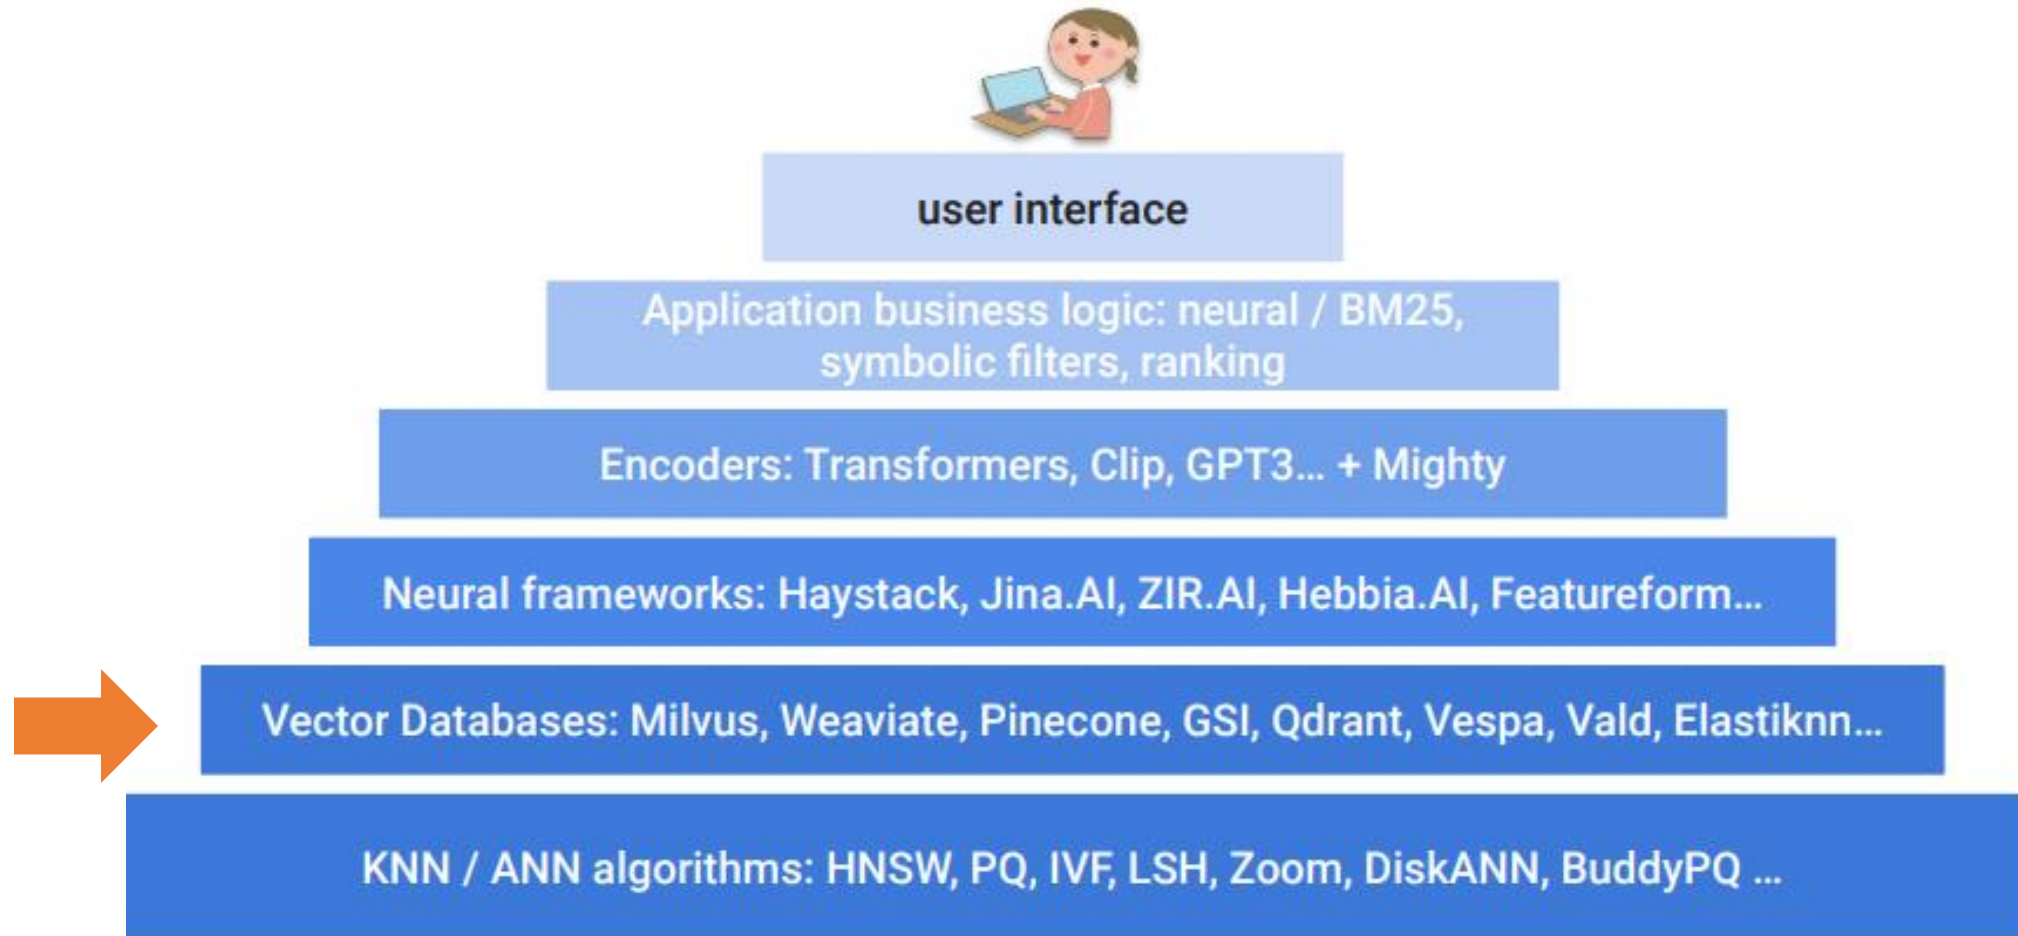 user interface
Application business logic: neural / BM25,
symbolic filters, ranking
Encoders: Transformers, Clip, GPT3... + Mighty
Neural frameworks: Haystack, Jina.AI, ZIR.AI, Hebbia.AI, Featureform...
Vector Databases: Milvus, Weaviate, Pinecone, GSI, Qdrant, Vespa, Vald, Elastiknn...
KNN / ANN algorithms: HNSW, PQ, IVF, LSH, Zoom, DiskANN, BuddyPQ ...